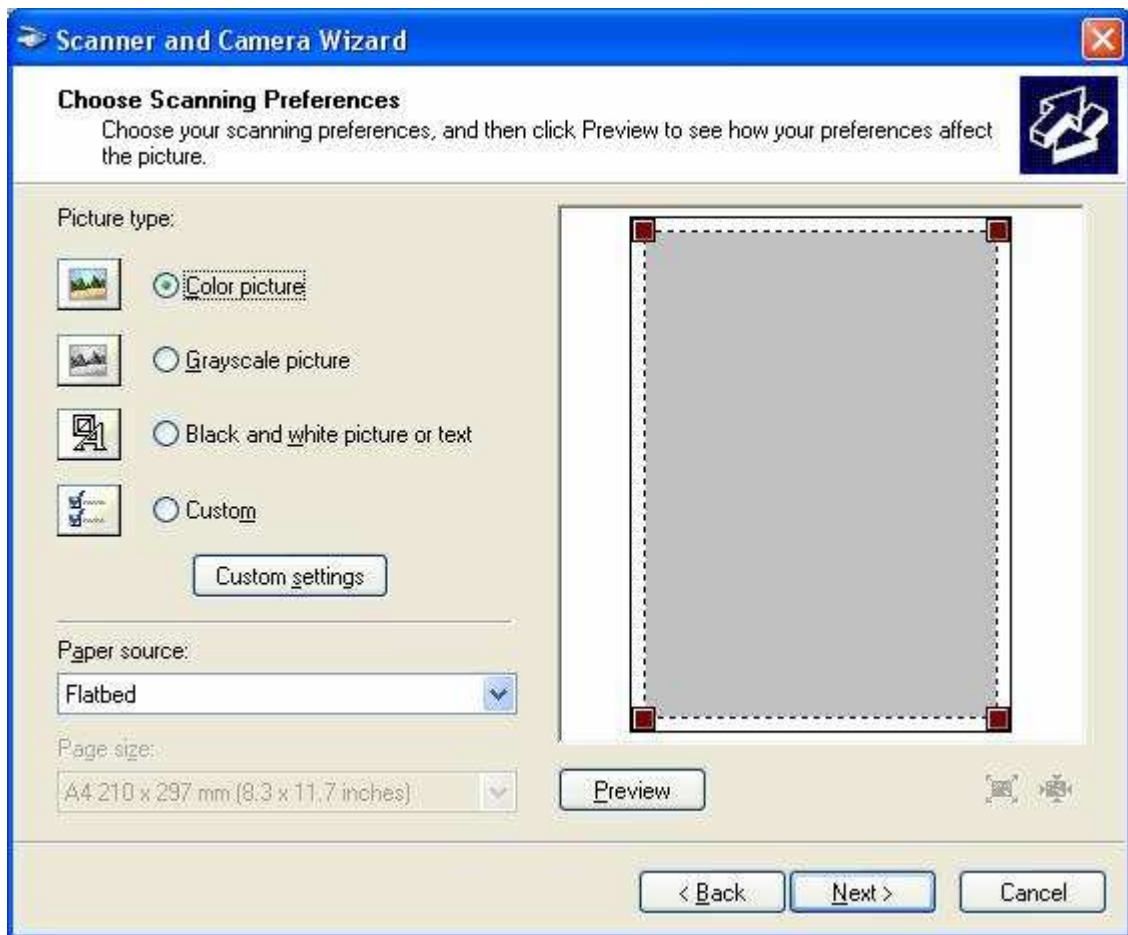 Scanner and Camera Wizard
Choose Scanning Preferences
Choose your scanning preferences, and then click Preview to see how your preferences affect
the picture.
Picture type:
Color picture
Grayscale picture
Black and white picture or text
Custom
Custom settings
Paper source:
Flatbed
Page size:
A4 210 x 297 mm (8.3 x 11.7 inches)
Preview
< Back
Next >
Cancel